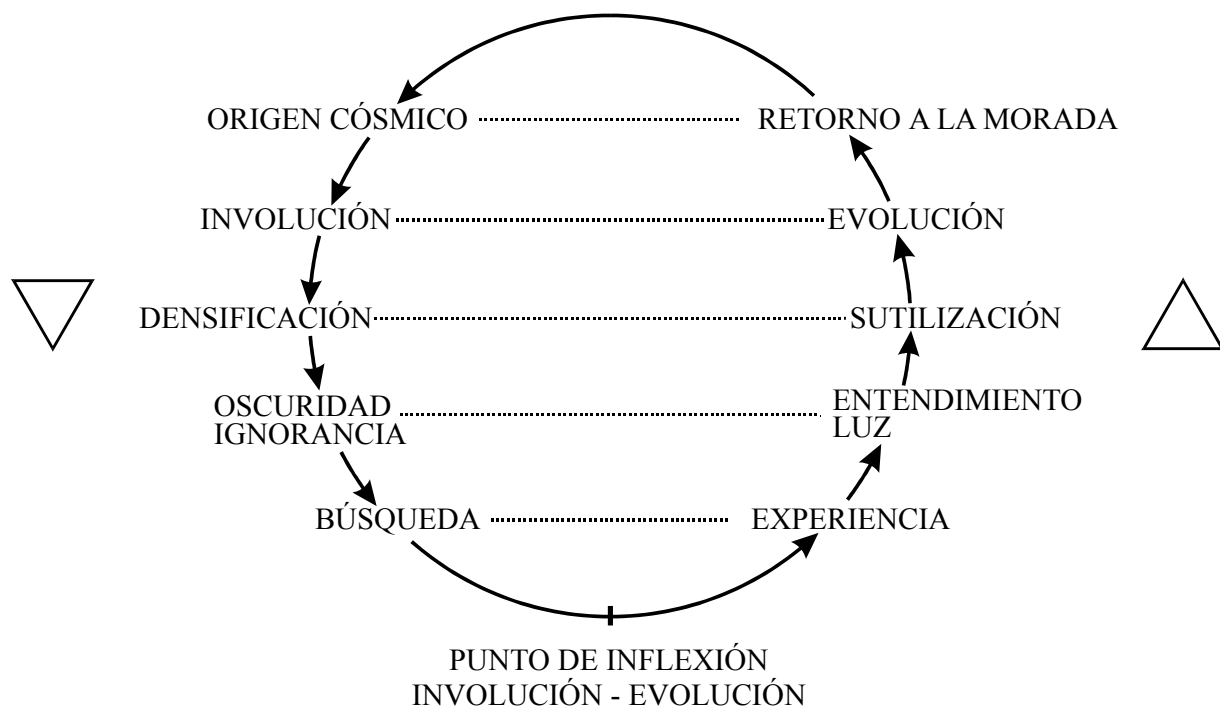 ORIGEN CÓSMICO
RETORNO A LA MORADA
INVOLUCIÓN
EVOLUCIÓN
DENSIFICACIÓN
SUTILIZACIÓN
OSCURIDAD
IGNORANCIA
ENTENDIMIENTO
LUZ
BÚSQUEDA
EXPERIENCIA
PUNTO DE INFLEXIÓN
INVOLUCIÓN - EVOLUCIÓN